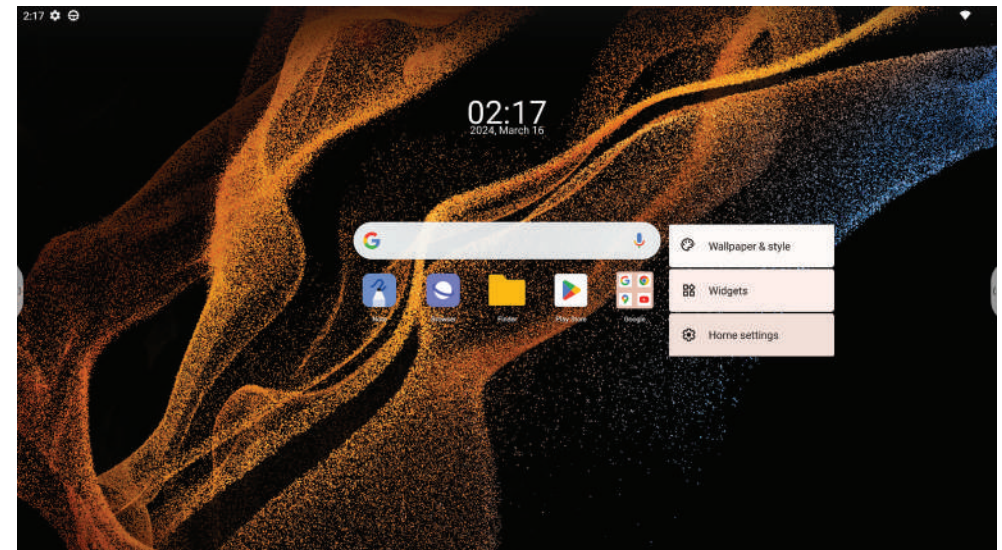 2:17
02:17
2024, March 16
Wallpaper & style
Widgets
Home settings
Browser
Folder
Play Store
Google